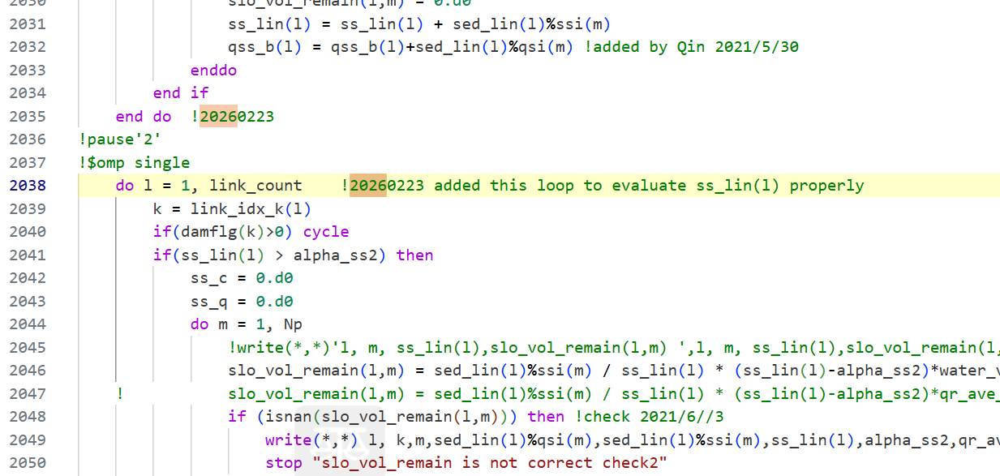 2030 slo_vol_remain(l,m) = 0.d0
2031 ss_lin(l) = ss_lin(l) + sed_lin(l)%ssi(m)
2032 qss_b(l) = qss_b(l)+sed_lin(l)%qsi(m) !added by Qin 2021/5/30
2033 enddo
2034 end if
2035 end do !20260223
2036 !pause'2'
2037 !$omp single
2038 do l = 1, link_count !20260223 added this loop to evaluate ss_lin(l) properly
2039 k = link_idx_k(l)
2040 if(damflg(k)>0) cycle
2041 if(ss_lin(l) > alpha_ss2) then
2042 ss_c = 0.d0
2043 ss_q = 0.d0
2044 do m = 1, Np
2045 !write(*,*)'l, m, ss_lin(l),slo_vol_remain(l,m) ',l, m, ss_lin(l),slo_vol_remain(l,
2046 slo_vol_remain(l,m) = sed_lin(l)%ssi(m) / ss_lin(l) * (ss_lin(l)-alpha_ss2)*water_v
2047 ! slo_vol_remain(l,m) = sed_lin(l)%ssi(m) / ss_lin(l) * (ss_lin(l)-alpha_ss2)*qr_ave_
2048 if (isnan(slo_vol_remain(l,m))) then !check 2021/6//3
2049 write(*,*) l, k,m,sed_lin(l)%qsi(m),sed_lin(l)%ssi(m),ss_lin(l),alpha_ss2,qr_av
2050 stop "slo_vol_remain is not correct check2"